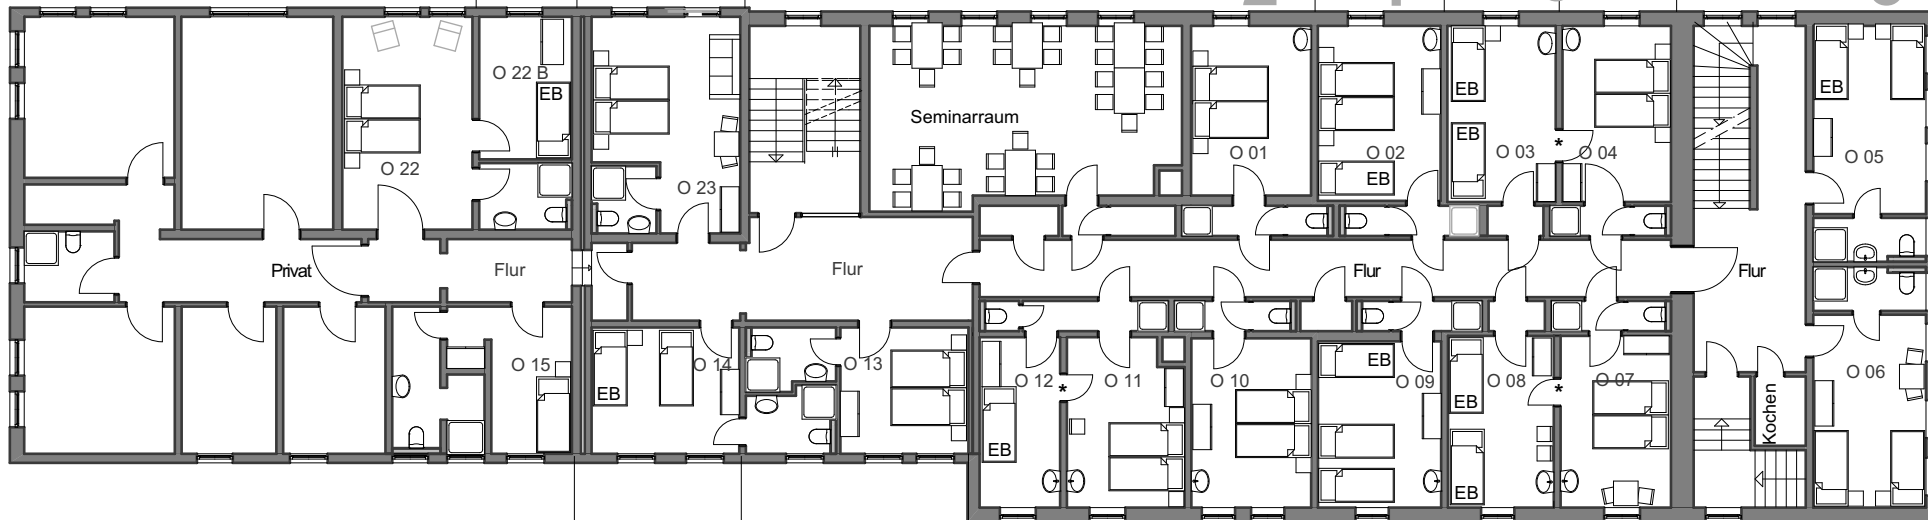 O 22 B
EB
O 22
O 23
Seminarraum
O 01
O 02
EB
EB
EB
O 03
*
O 04
EB
O 05
Privat
Flur
Flur
Flur
Flur
O 15
EB
O 14
O 13
O 12
*
O 11
EB
O 10
EB
O 09
EB
O 08
EB
*
O 07
Kochen
O 06